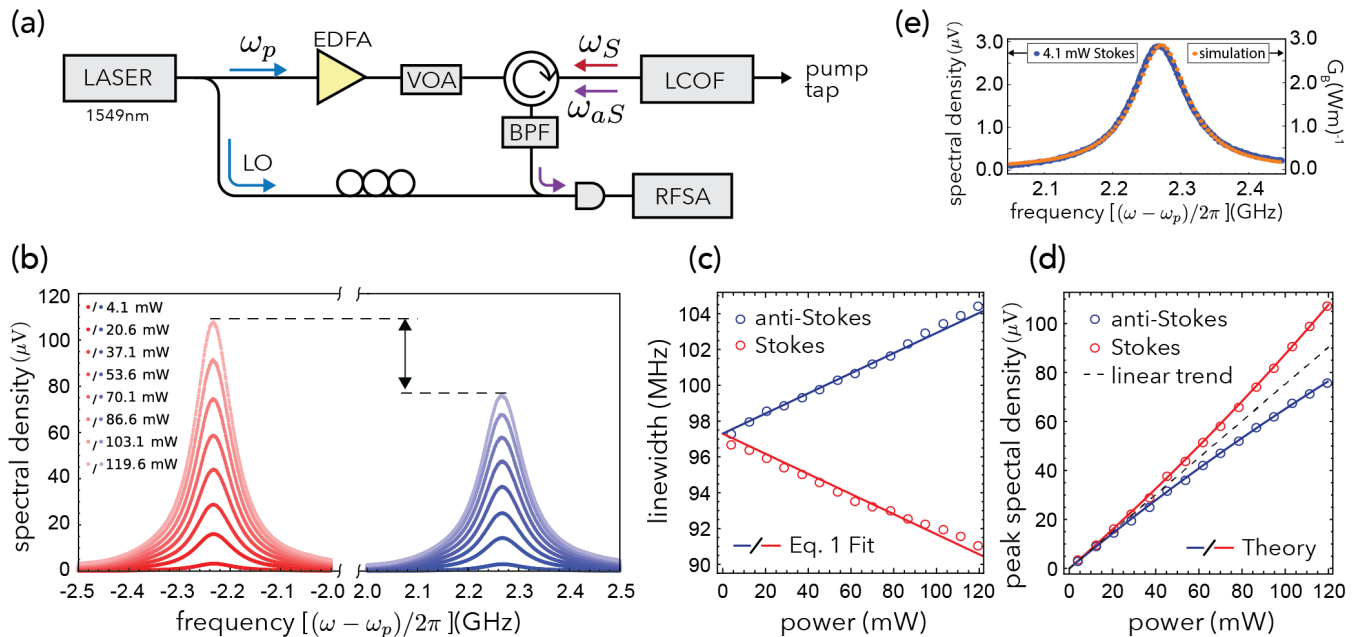 (a)
LASER
1549nm
ωp
EDFA
VOA
ωS
ωaS
LCOF
pump
tap
BPF
LO
RFSA
(e)
spectral density (μV)
3.0
2.0
1.0
0.0
4.1 mW Stokes
simulation
3.0
2.0
1.0
0.0
G_B(Wm)^-1
2.1 2.2 2.3 2.4
frequency [(ω − ωp)/2π](GHz)
(b)
spectral density (μV)
120
100
80
60
40
20
0
/ 4.1 mW
/ 20.6 mW
/ 37.1 mW
/ 53.6 mW
/ 70.1 mW
/ 86.6 mW
/ 103.1 mW
/ 119.6 mW
-2.5 -2.4 -2.3 -2.2 -2.1 -2.0 2.0 2.1 2.2 2.3 2.4 2.5
frequency [(ω − ωp)/2π](GHz)
(c)
linewidth (MHz)
104
102
100
98
96
94
92
anti-Stokes
Stokes
/ Eq. 1 Fit
0 20 40 60 80 100 120
power (mW)
(d)
peak spectal density (μV)
100
80
60
40
20
0
anti-Stokes
Stokes
linear trend
/ Theory
0 20 40 60 80 100 120
power (mW)